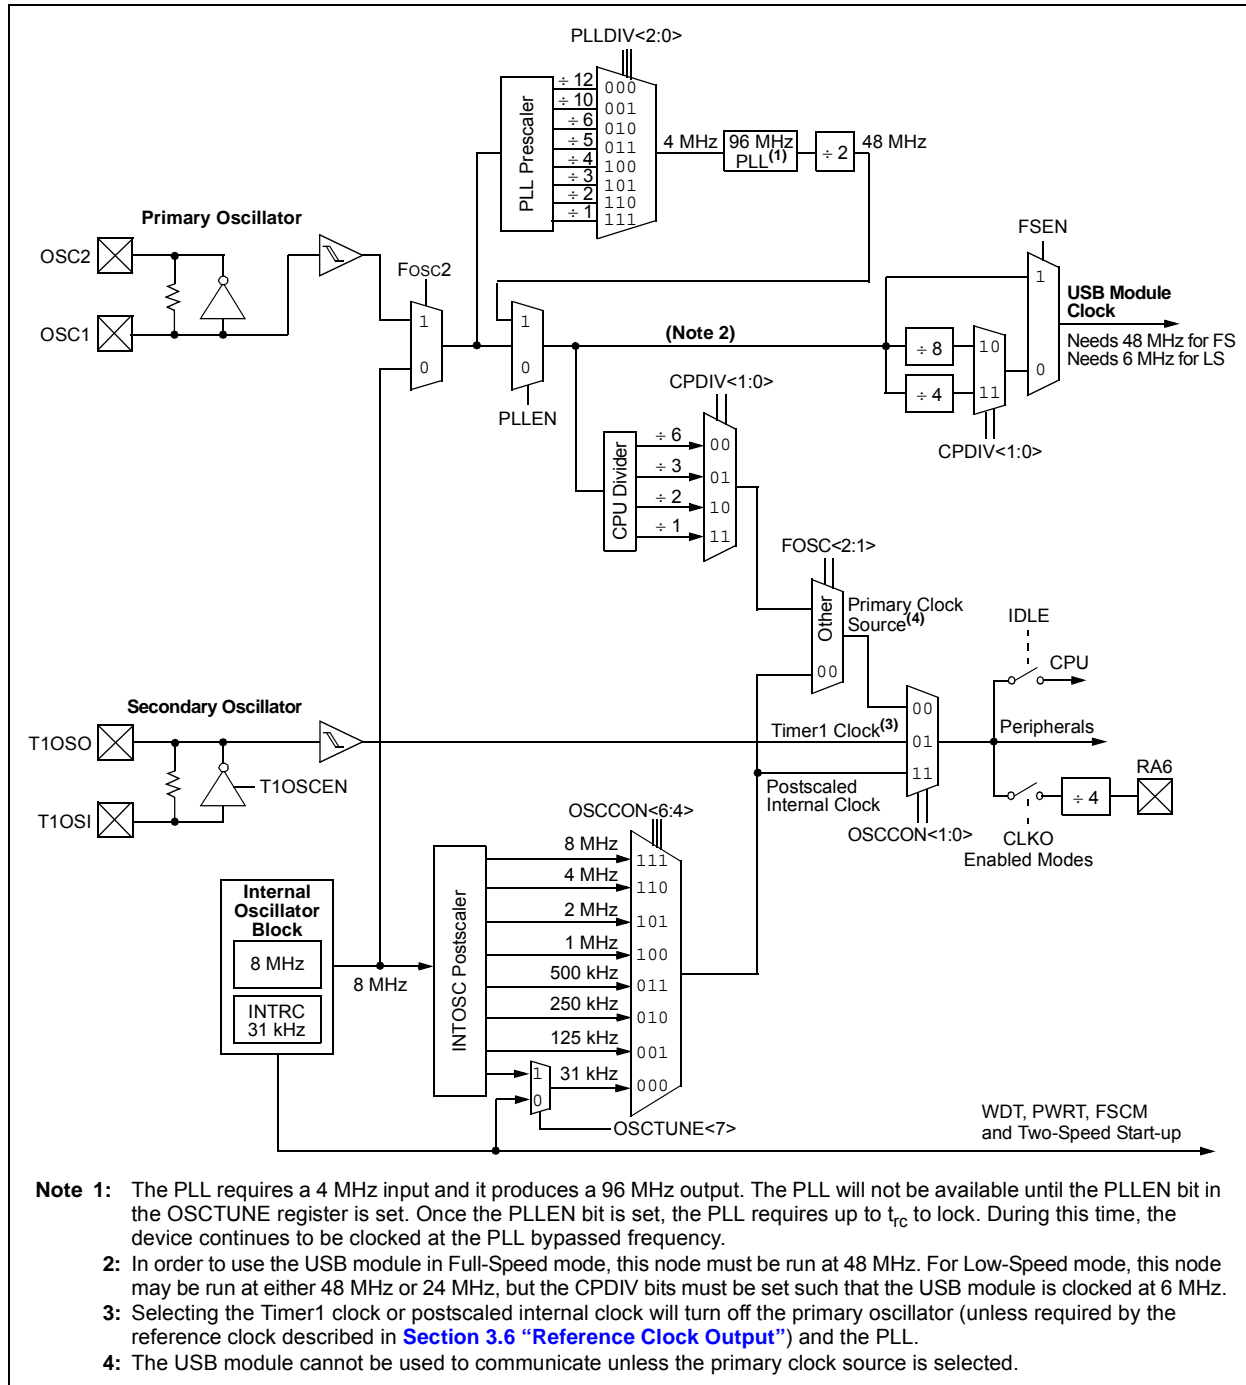 PLLDIV<2:0>
PLL Prescaler
÷ 12
÷ 10
÷ 6
÷ 5
÷ 4
÷ 3
÷ 2
÷ 1
000
001
010
011
100
101
110
111
4 MHz
96 MHz
PLL(1)
÷ 2
48 MHz
Primary Oscillator
OSC2
OSC1
FOSC2
1
0
1
0
PLLEN
(Note 2)
FSEN
1
0
USB Module
Clock
Needs 48 MHz for FS
Needs 6 MHz for LS
÷ 8
÷ 4
10
11
CPDIV<1:0>
CPDIV<1:0>
CPU Divider
÷ 6
÷ 3
÷ 2
÷ 1
00
01
10
11
FOSC<2:1>
Other
00
Primary Clock
Source(4)
IDLE
CPU
Secondary Oscillator
T1OSO
T1OSI
T1OSCEN
Timer1 Clock(3)
Postscaled
Internal Clock
00
01
11
OSCCON<1:0>
Peripherals
RA6
÷ 4
CLKO
Enabled Modes
OSCCON<6:4>
Internal
Oscillator
Block
8 MHz
INTRC
31 kHz
8 MHz
INTOSC Postscaler
8 MHz
4 MHz
2 MHz
1 MHz
500 kHz
250 kHz
125 kHz
31 kHz
111
110
101
100
011
010
001
000
1
0
OSCTUNE<7>
WDT, PWRT, FSCM
and Two-Speed Start-up
Note 1: The PLL requires a 4 MHz input and it produces a 96 MHz output. The PLL will not be available until the PLLEN bit in
the OSCTUNE register is set. Once the PLLEN bit is set, the PLL requires up to trc to lock. During this time, the
device continues to be clocked at the PLL bypassed frequency.
2: In order to use the USB module in Full-Speed mode, this node must be run at 48 MHz. For Low-Speed mode, this node
may be run at either 48 MHz or 24 MHz, but the CPDIV bits must be set such that the USB module is clocked at 6 MHz.
3: Selecting the Timer1 clock or postscaled internal clock will turn off the primary oscillator (unless required by the
reference clock described in Section 3.6 “Reference Clock Output”) and the PLL.
4: The USB module cannot be used to communicate unless the primary clock source is selected.